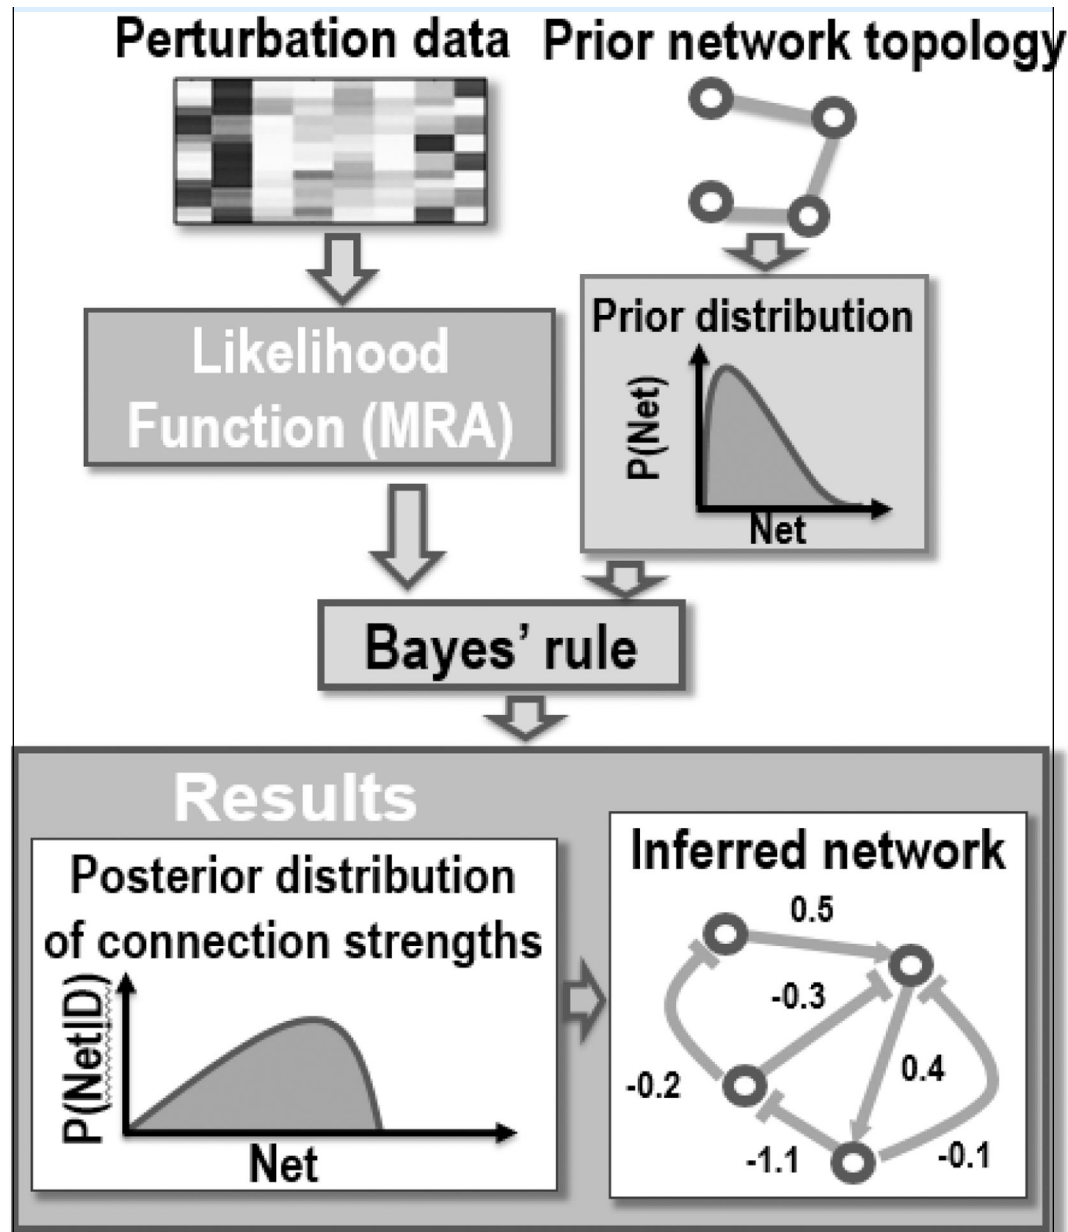 Perturbation data
Prior network topology
Likelihood
Function (MRA)
Prior distribution
P(Net)
Net
Bayes’ rule
Results
Posterior distribution
of connection strengths
P(NetID)
Net
Inferred network
0.5
-0.3
0.4
-0.2
-1.1
-0.1